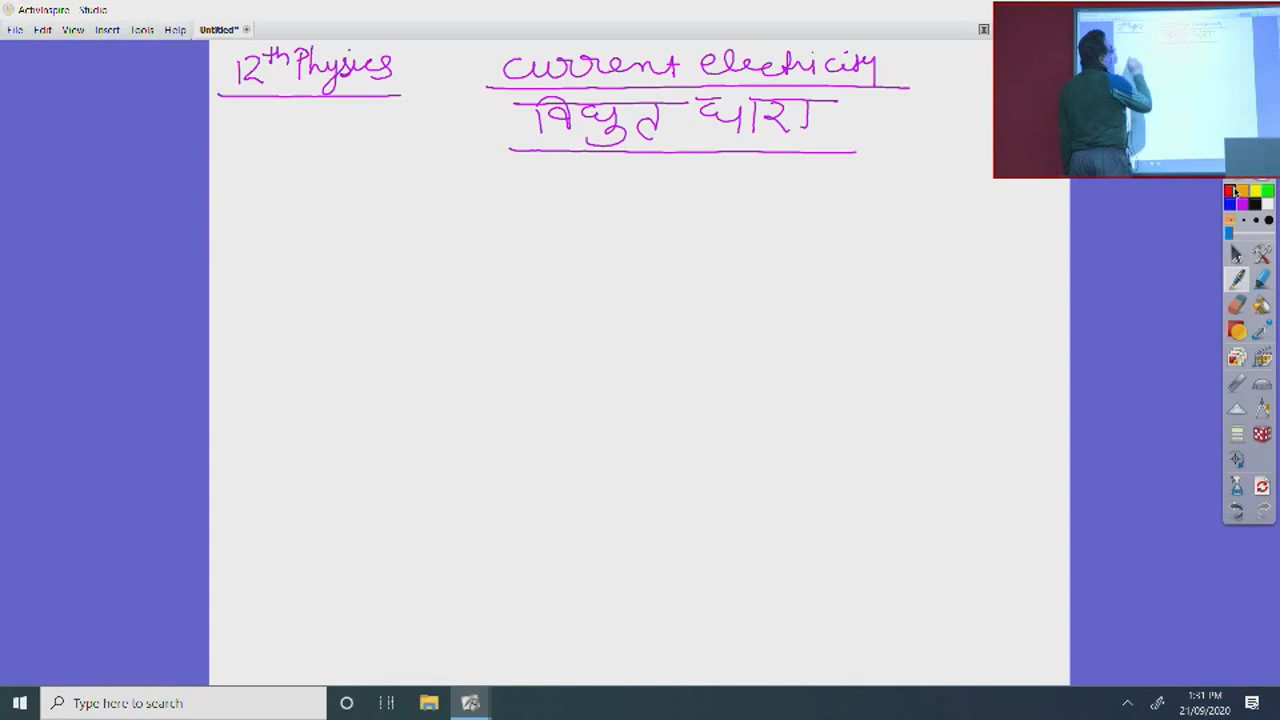 ActivInspire - Studio
File Edit View Insert Tools Help Untitled*
12th Physics
current electricity
विद्युत धारा
Type here to search
1:31 PM
21/09/2020